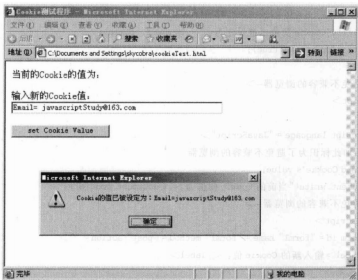 Cookie测试程序 - Microsoft Internet Explorer
文件(F) 编辑(E) 查看(V) 收藏(A) 工具(T) 帮助(H)
搜索 收藏夹
地址(D) C:\Documents and Settings\skycobra\cookieTest.html 转到 链接 »
当前的Cookie的值为:
输入新的Cookie值:
Email= javascriptStudy@163.com
set Cookie Value
Microsoft Internet Explorer
Cookie的值已被设定为:Email=javascriptStudy@163.com
确定
完毕 我的电脑